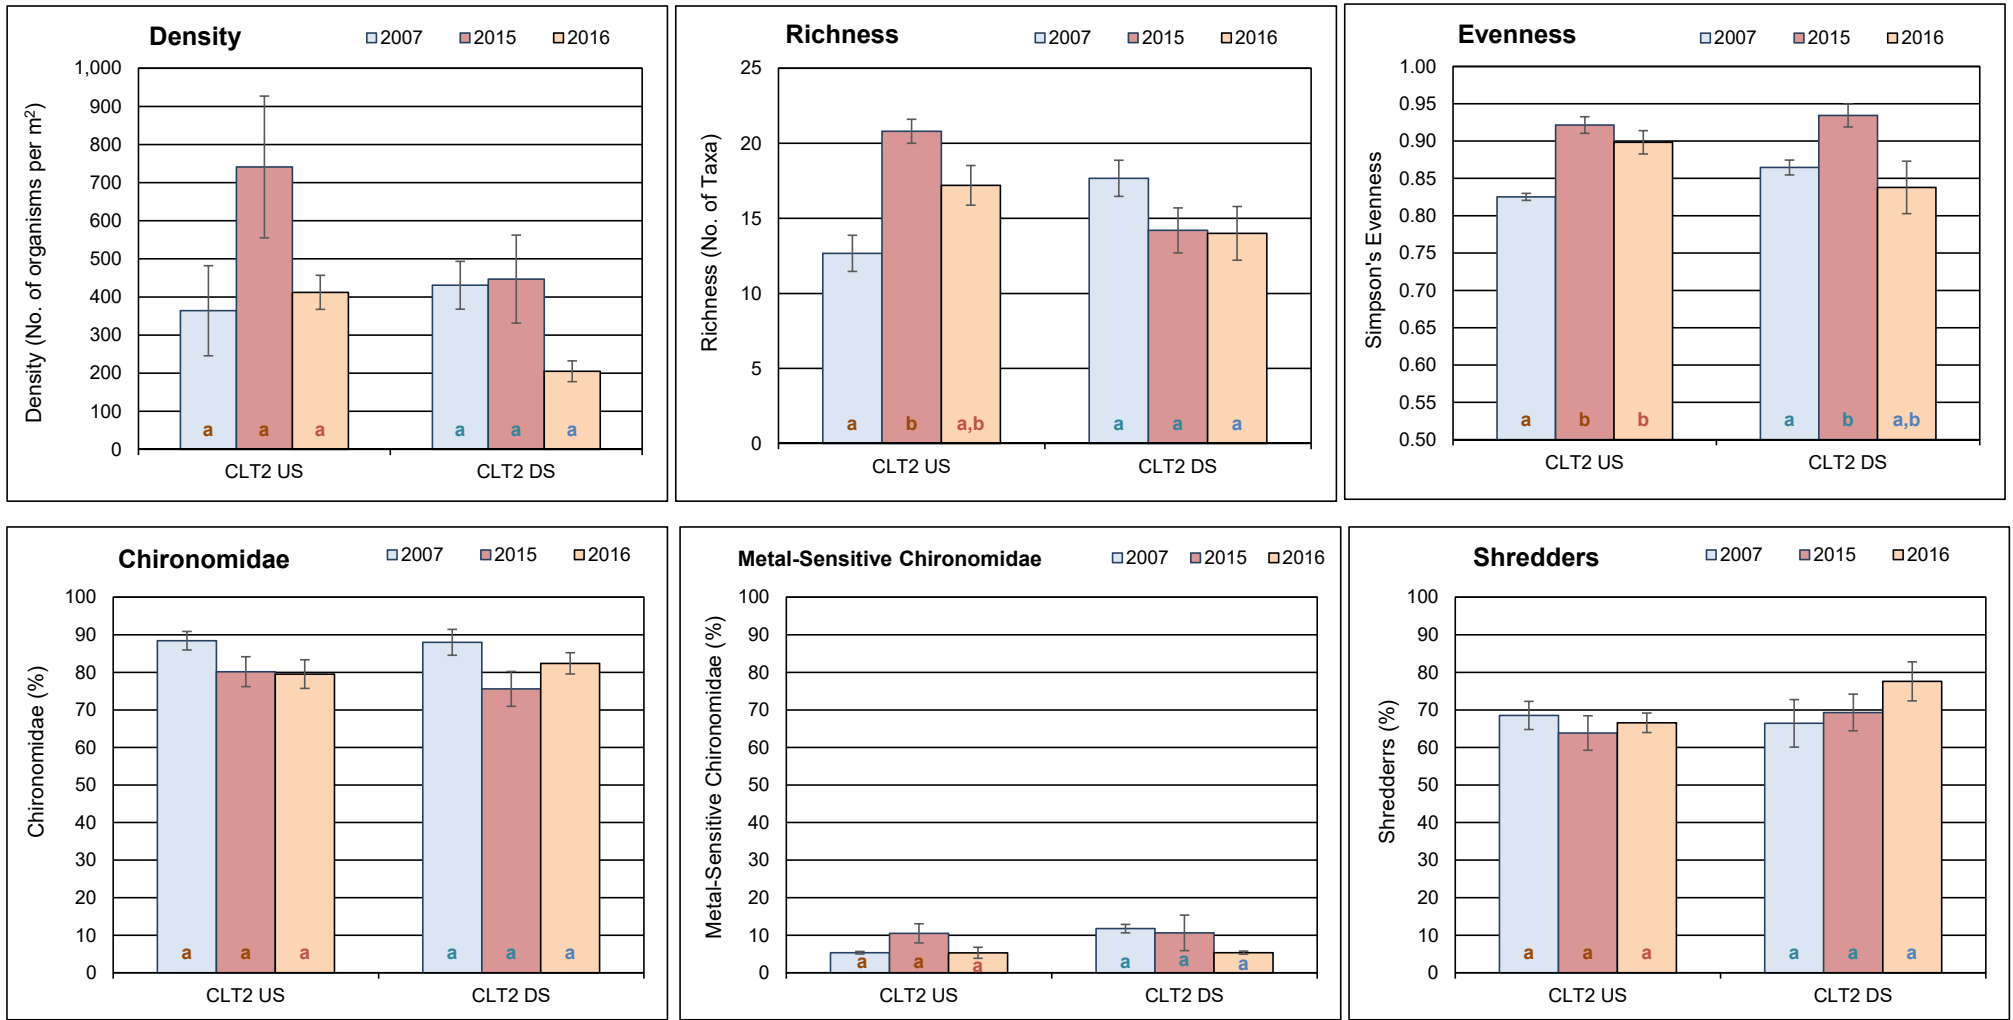 Density
2007 2015 2016
Density (No. of organisms per m²)
1,000
900
800
700
600
500
400
300
200
100
0
a a a a a a
CLT2 US CLT2 DS
Richness
2007 2015 2016
Richness (No. of Taxa)
25
20
15
10
5
0
a b a,b a a a
CLT2 US CLT2 DS
Evenness
2007 2015 2016
Simpson's Evenness
1.00
0.95
0.90
0.85
0.80
0.75
0.70
0.65
0.60
0.55
0.50
a b b a b a,b
CLT2 US CLT2 DS
Chironomidae
2007 2015 2016
Chironomidae (%)
100
90
80
70
60
50
40
30
20
10
0
a a a a a a
CLT2 US CLT2 DS
Metal-Sensitive Chironomidae
2007 2015 2016
Metal-Sensitive Chironomidae (%)
100
90
80
70
60
50
40
30
20
10
0
a a a a a a
CLT2 US CLT2 DS
Shredders
2007 2015 2016
Shredderrs (%)
100
90
80
70
60
50
40
30
20
10
0
a a a a a a
CLT2 US CLT2 DS